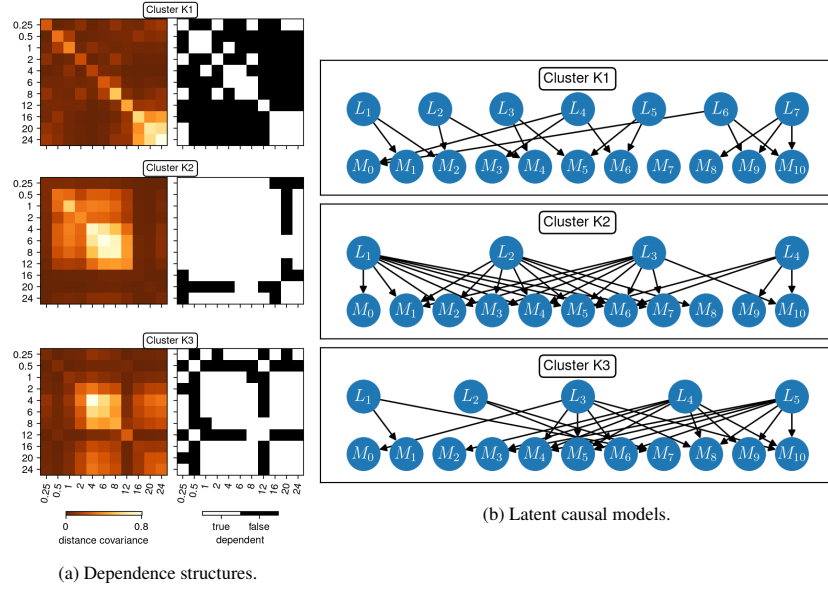 Cluster K1
0.25
0.5
1
2
4
6
8
12
16
20
24
Cluster K2
0.25
0.5
1
2
4
6
8
12
16
20
24
Cluster K3
0.25
0.5
1
2
4
6
8
12
16
20
24
0.25 0.5 1 2 4 6 8 12 16 20 24 0.25 0.5 1 2 4 6 8 12 16 20 24
0 0.8 true false
distance covariance dependent
(a) Dependence structures.
Cluster K1
L1 L2 L3 L4 L5 L6 L7
M0 M1 M2 M3 M4 M5 M6 M7 M8 M9 M10
Cluster K2
L1 L2 L3 L4
M0 M1 M2 M3 M4 M5 M6 M7 M8 M9 M10
Cluster K3
L1 L2 L3 L4 L5
M0 M1 M2 M3 M4 M5 M6 M7 M8 M9 M10
(b) Latent causal models.